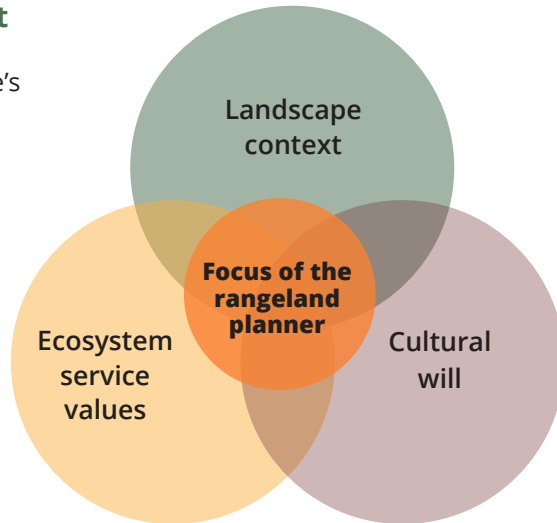 t
e's
Landscape
context
Focus of the
rangeland
planner
Ecosystem
service
values
Cultural
will